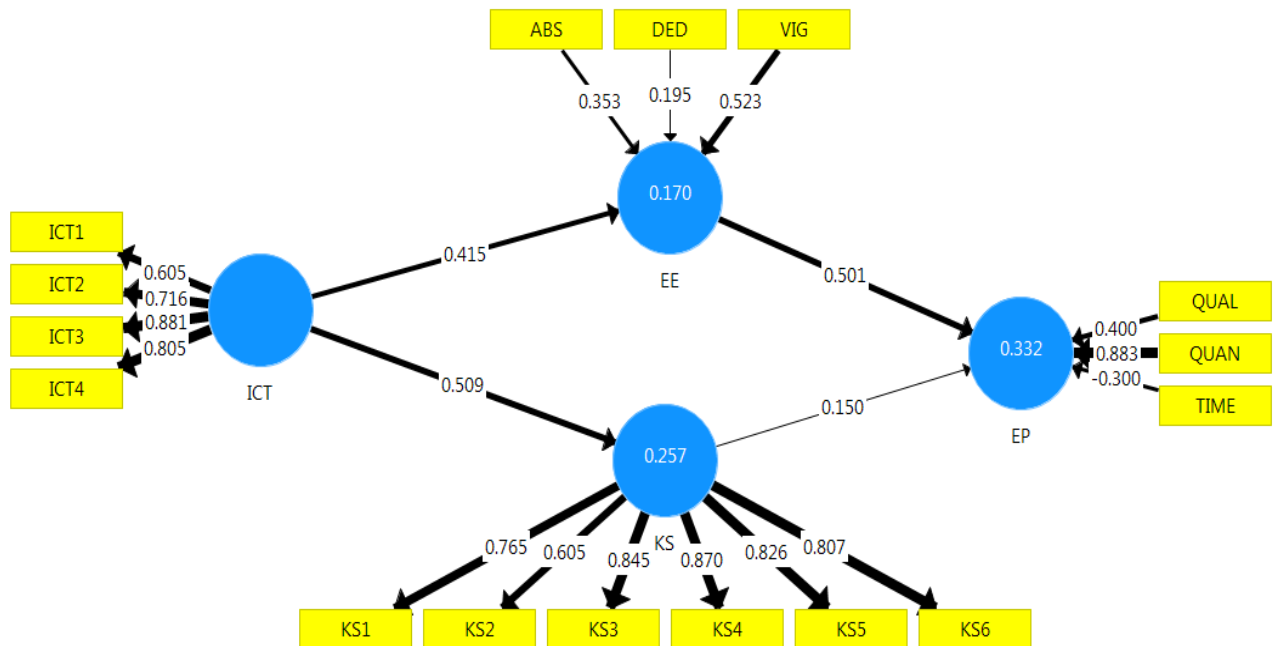 ABS DED VIG
0.353 0.195 0.523
0.170
EE
ICT1
ICT2
ICT3
ICT4
0.605
0.716
0.881
0.805
ICT
0.415
0.509
0.501
0.150
0.332
EP
0.400
0.883
-0.300
QUAL
QUAN
TIME
0.257
KS
0.765 0.605 0.845 0.870 0.826 0.807
KS1 KS2 KS3 KS4 KS5 KS6